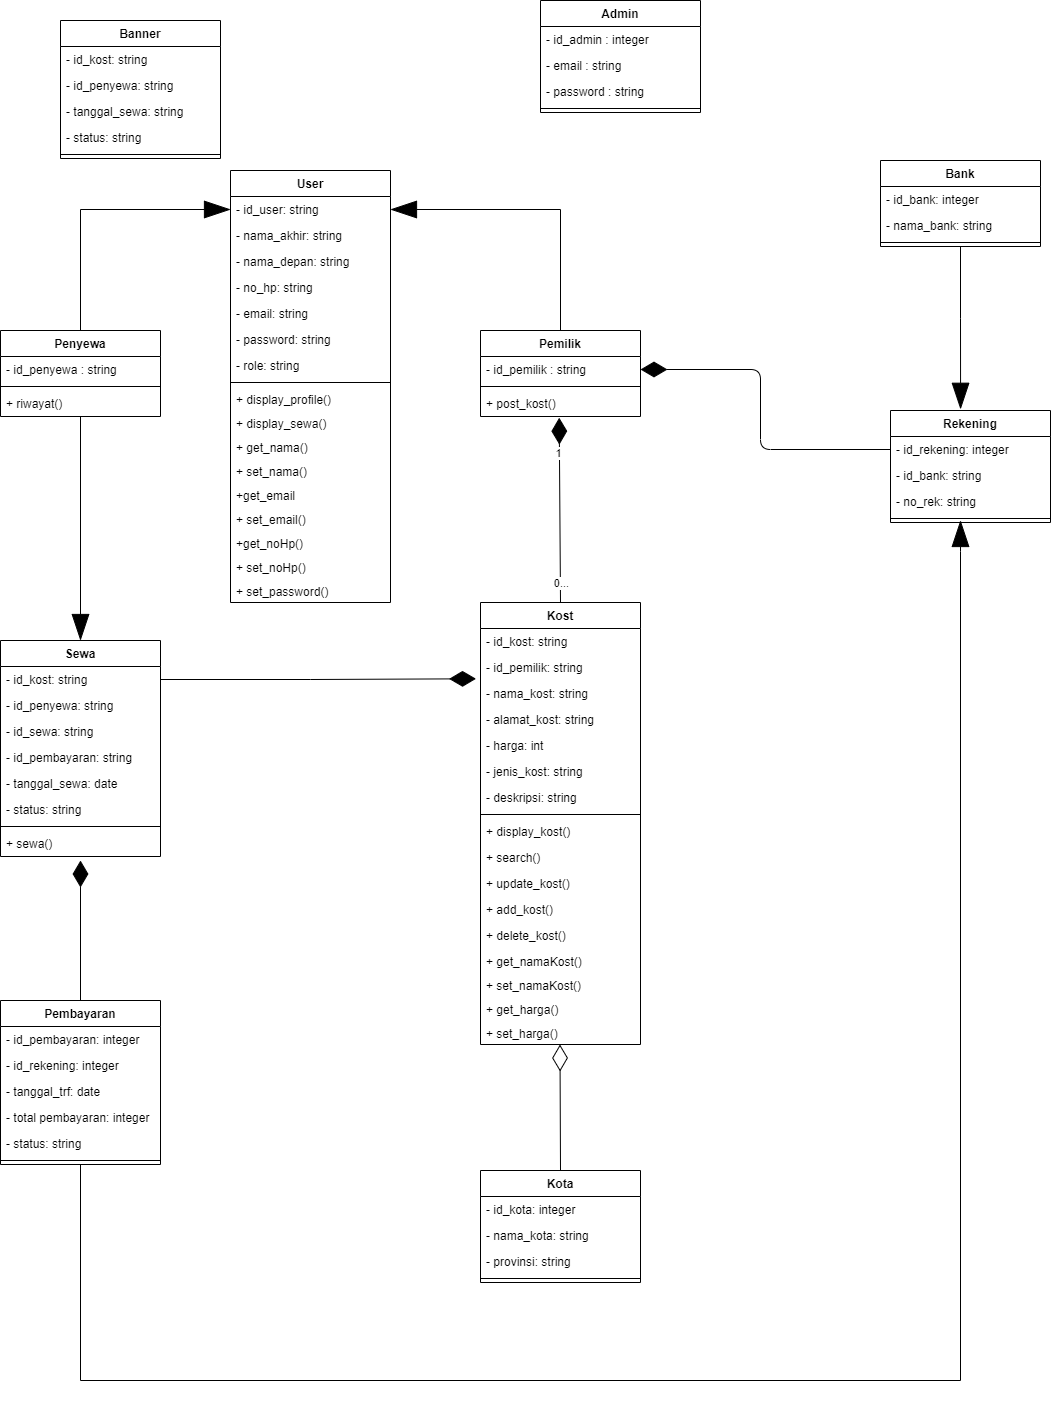 Admin
- id_admin : integer
- email : string
- password : string
Banner
- id_kost: string
- id_penyewa: string
- tanggal_sewa: string
- status: string
User
- id_user: string
- nama_akhir: string
- nama_depan: string
- no_hp: string
- email: string
- password: string
- role: string
+ display_profile()
+ display_sewa()
+ get_nama()
+ set_nama()
+get_email
+ set_email()
+get_noHp()
+ set_noHp()
+ set_password()
Bank
- id_bank: integer
- nama_bank: string
Penyewa
- id_penyewa : string
+ riwayat()
Pemilik
- id_pemilik : string
+ post_kost()
1
0...
Rekening
- id_rekening: integer
- id_bank: string
- no_rek: string
Sewa
- id_kost: string
- id_penyewa: string
- id_sewa: string
- id_pembayaran: string
- tanggal_sewa: date
- status: string
+ sewa()
Kost
- id_kost: string
- id_pemilik: string
- nama_kost: string
- alamat_kost: string
- harga: int
- jenis_kost: string
- deskripsi: string
+ display_kost()
+ search()
+ update_kost()
+ add_kost()
+ delete_kost()
+ get_namaKost()
+ set_namaKost()
+ get_harga()
+ set_harga()
Pembayaran
- id_pembayaran: integer
- id_rekening: integer
- tanggal_trf: date
- total pembayaran: integer
- status: string
Kota
- id_kota: integer
- nama_kota: string
- provinsi: string